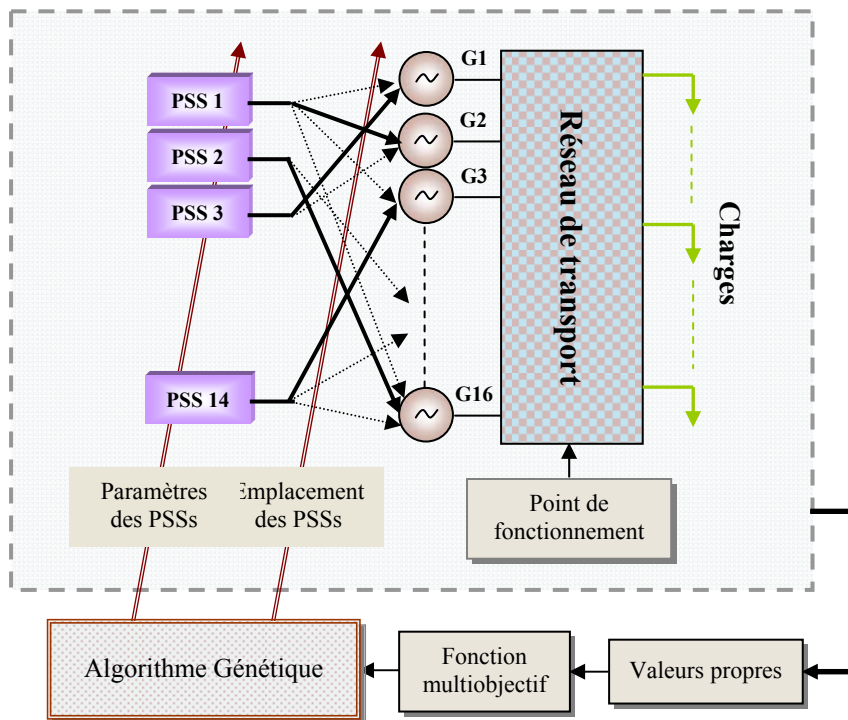 G1
PSS 1
G2
PSS 2
G3
PSS 3
Réseau de transport
Charges
PSS 14
G16
Paramètres
des PSSs
Emplacement
des PSSs
Point de
fonctionnement
Algorithme Génétique
Fonction
multiobjectif
Valeurs propres